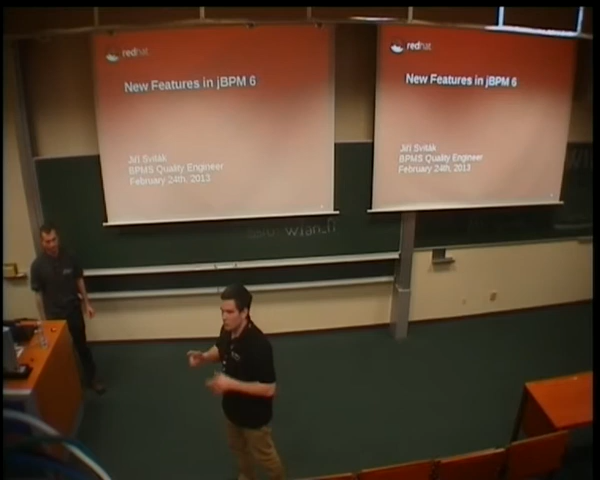 redhat
New Features in jBPM 6
Jiří Sviták
BPMS Quality Engineer
February 24th, 2013
redhat
New Features in jBPM 6
Jiří Sviták
BPMS Quality Engineer
February 24th, 2013